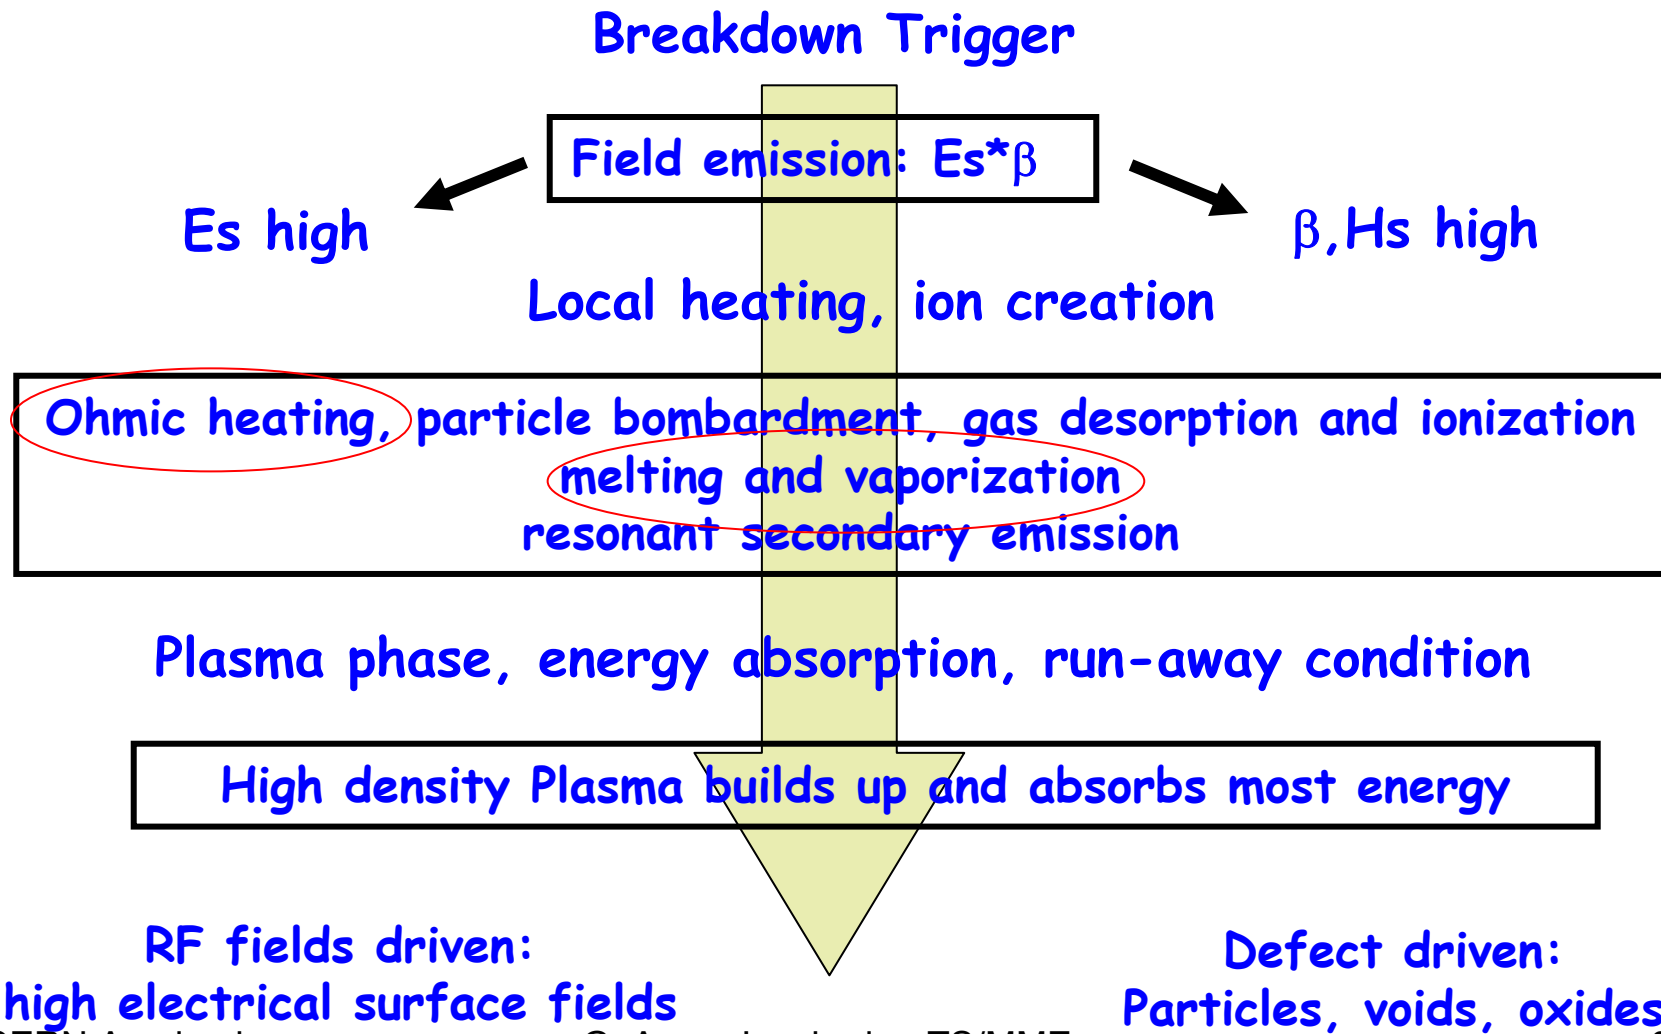 Breakdown Trigger
Field emission: Es*β
Es high
β,Hs high
Local heating, ion creation
Ohmic heating, particle bombardment, gas desorption and ionization
melting and vaporization
resonant secondary emission
Plasma phase, energy absorption, run-away condition
High density Plasma builds up and absorbs most energy
RF fields driven:
high electrical surface fields
Defect driven:
Particles, voids, oxides